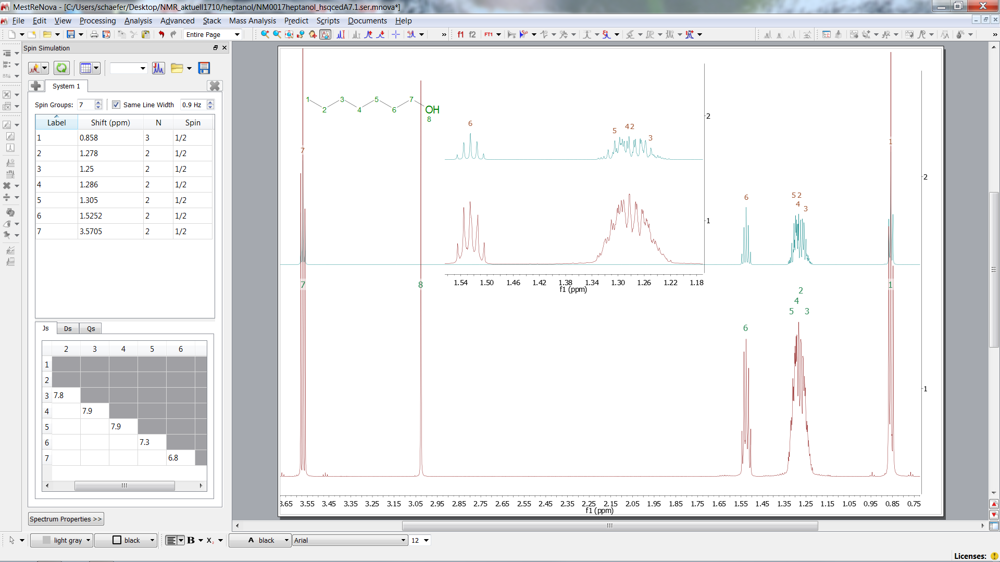 MestReNova - [C:/Users/schaefer/Desktop/NMR_aktuell1710/heptanol/NM0017heptanol_hsqcedA7.1.ser.mnova*]
File Edit View Processing Analysis Advanced Stack Mass Analysis Predict Scripts Documents Help
Entire Page
f1 f2 FT1
Spin Simulation
System 1
Spin Groups: 7 Same Line Width 0.9 Hz
Label Shift (ppm) N Spin
1 0.858 3 1/2
2 1.278 2 1/2
3 1.25 2 1/2
4 1.286 2 1/2
5 1.305 2 1/2
6 1.5252 2 1/2
7 3.5705 2 1/2
Js Ds Qs
2 3 4 5 6
1
2
3 7.8
4 7.9
5 7.9
6 7.3
7 6.8
Spectrum Properties >>
1 3 5 7
2 4 6 OH
8
6 5 4 2 3
2
1
1.54 1.50 1.46 1.42 1.38 1.34 1.30 1.26 1.22 1.18
f1 (ppm)
7 1
6 5 2
4 3
2
7 8 1
2
4
5 3
6
1
3.65 3.55 3.45 3.35 3.25 3.15 3.05 2.95 2.85 2.75 2.65 2.55 2.45 2.35 2.25 2.15 2.05 1.95 1.85 1.75 1.65 1.55 1.45 1.35 1.25 1.15 1.05 0.95 0.85 0.75
f1 (ppm)
light gray black B X2 A black Arial 12
Licenses: